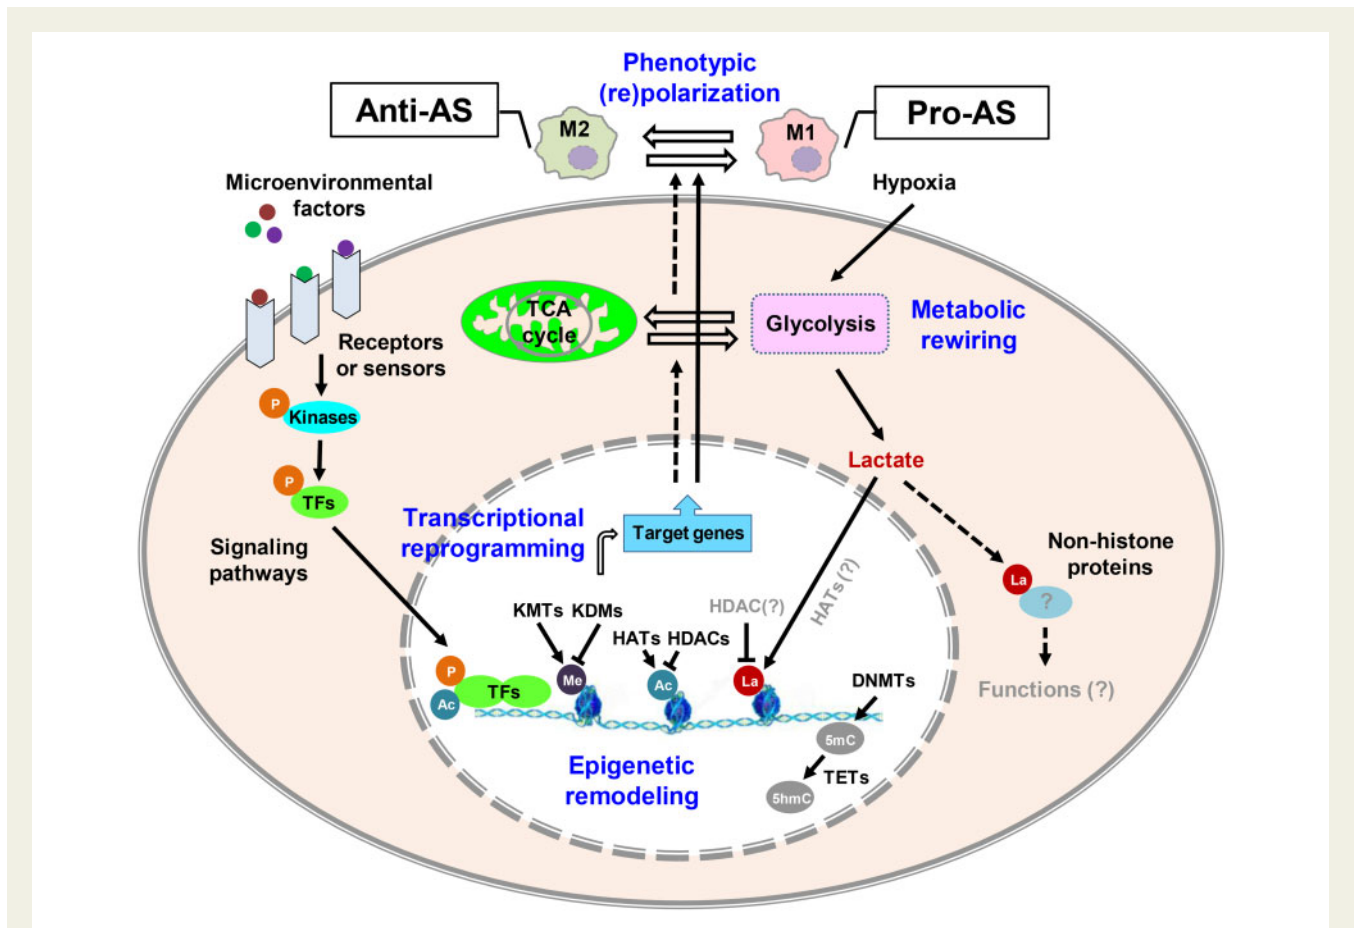 Phenotypic
(re)polarization
Anti-AS
M2
M1
Pro-AS
Microenvironmental
factors
Hypoxia
TCA
cycle
Glycolysis
Metabolic
rewiring
Receptors
or sensors
P
Kinases
P
TFs
Lactate
Signaling
pathways
Transcriptional
reprogramming
Target genes
Non-histone
proteins
La
?
Functions (?)
KMTs KDMs
HATs HDACs
HDAC(?)
HATs(?)
P
Ac
TFs
Me
Ac
La
DNMTs
5mC
TETs
5hmC
Epigenetic
remodeling